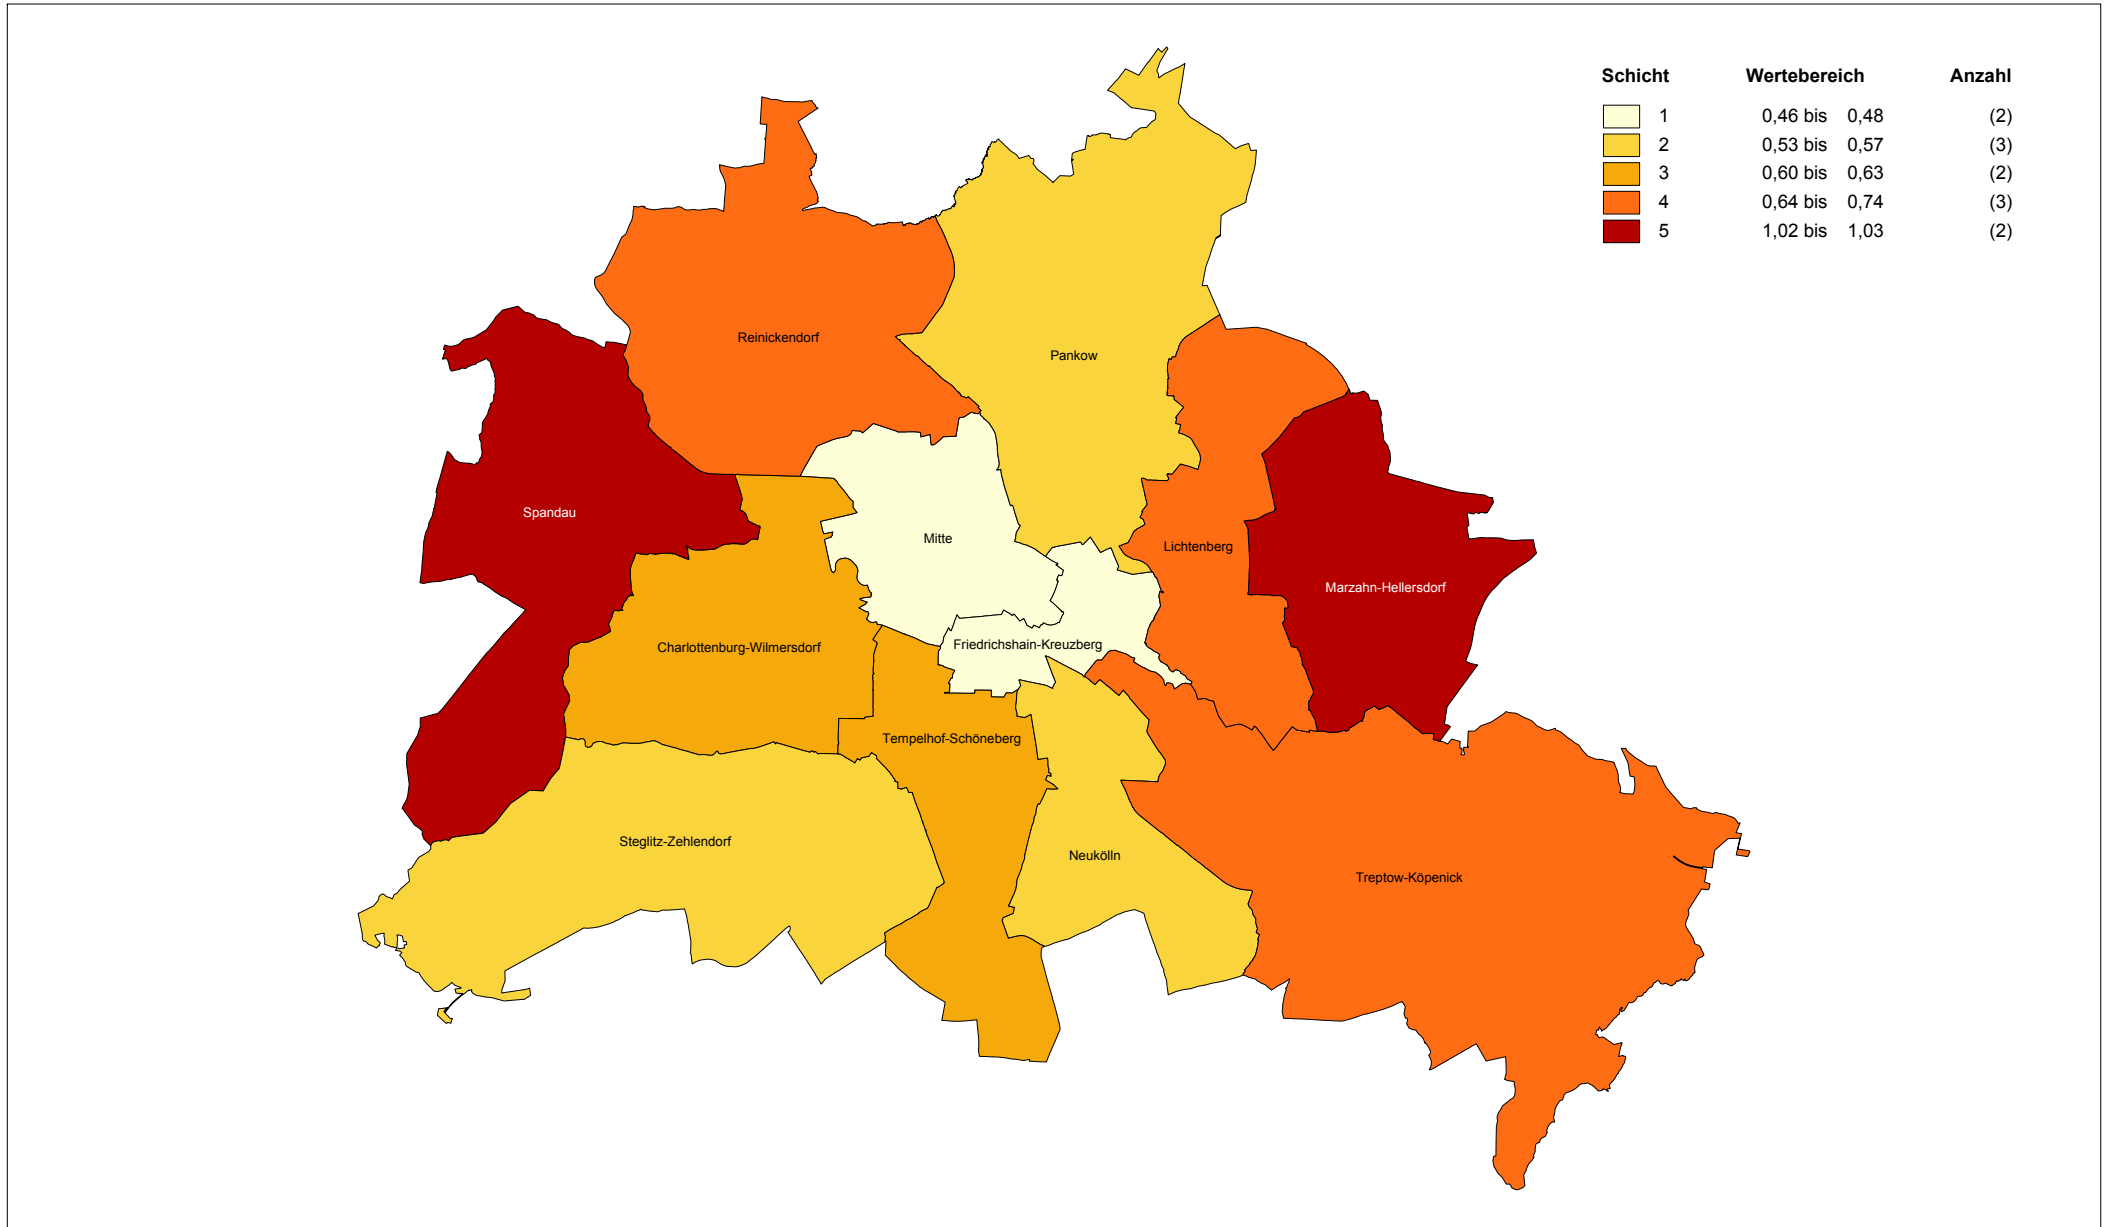 Schicht Wertebereich Anzahl
1 0,46 bis 0,48 (2)
2 0,53 bis 0,57 (3)
3 0,60 bis 0,63 (2)
4 0,64 bis 0,74 (3)
5 1,02 bis 1,03 (2)
Reinickendorf
Pankow
Spandau
Mitte
Lichtenberg
Marzahn-Hellersdorf
Charlottenburg-Wilmersdorf
Friedrichshain-Kreuzberg
Tempelhof-Schöneberg
Steglitz-Zehlendorf
Neukölln
Treptow-Köpenick